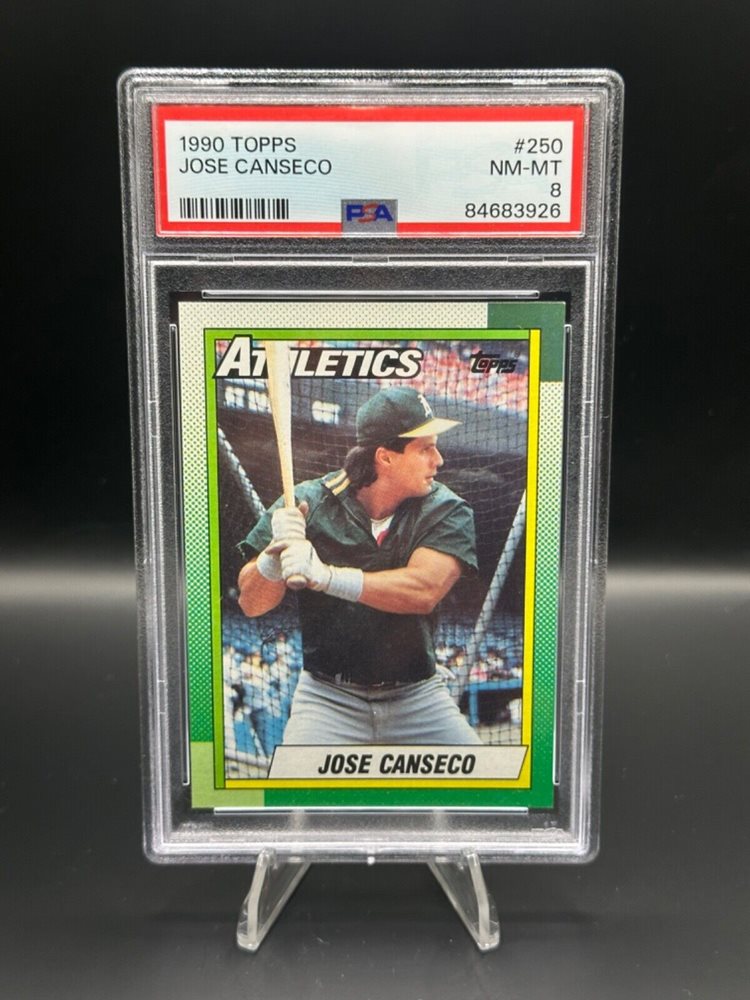 1990 TOPPS #250
JOSE CANSECO NM-MT
8
PSA 84683926
ATHLETICS
Topps
A
JOSE CANSECO